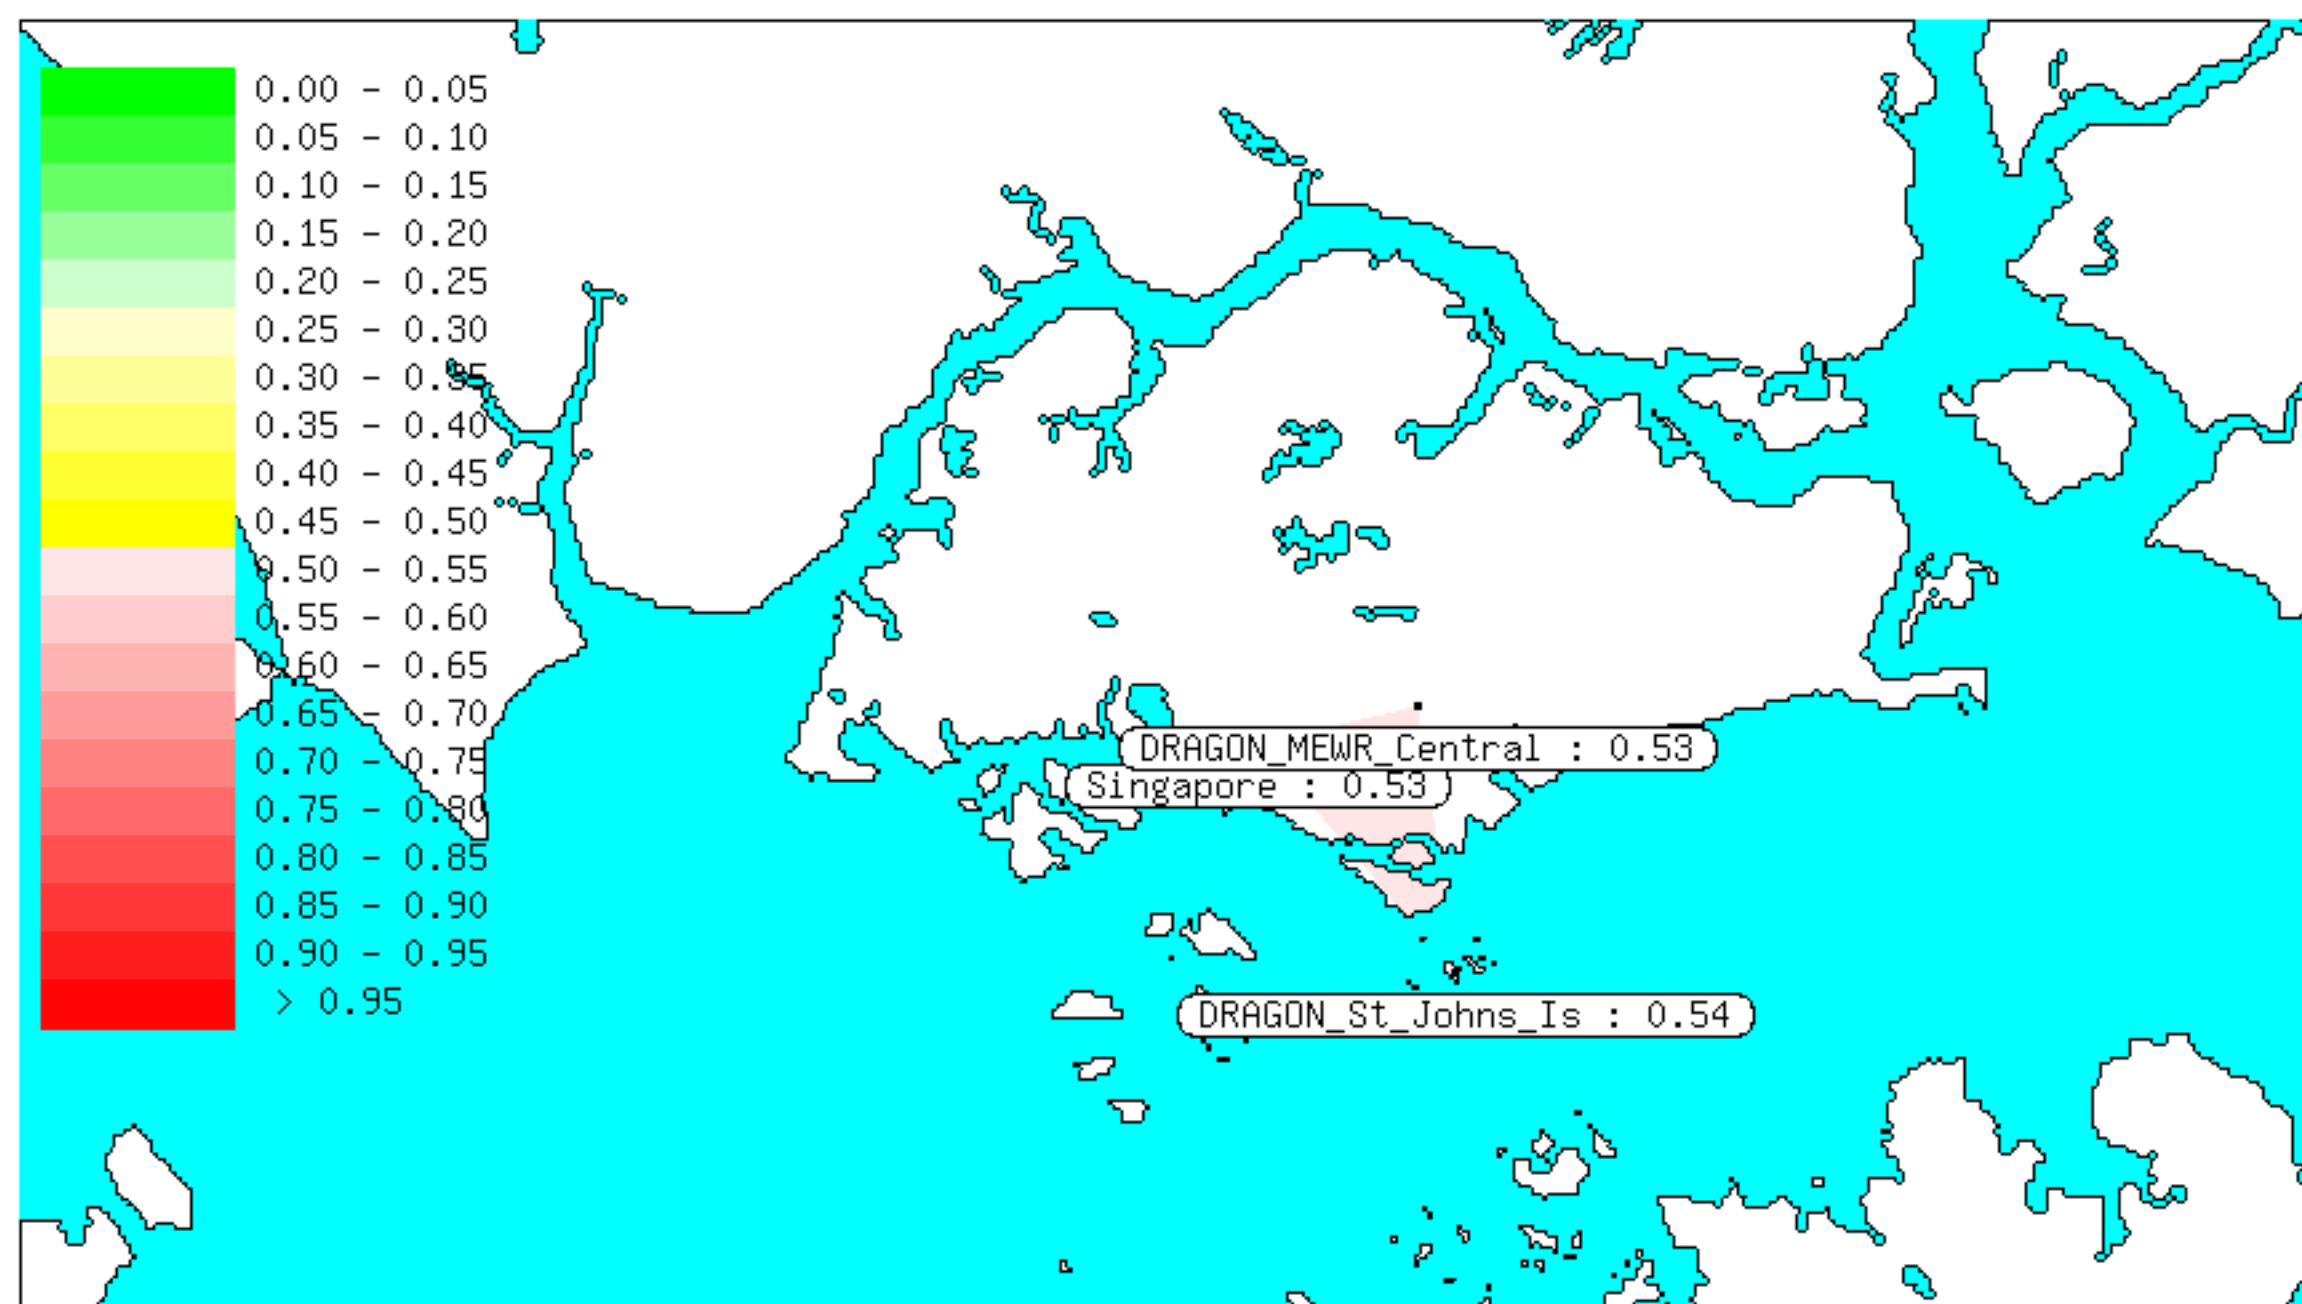 0.00 - 0.05
0.05 - 0.10
0.10 - 0.15
0.15 - 0.20
0.20 - 0.25
0.25 - 0.30
0.30 - 0.35
0.35 - 0.40
0.40 - 0.45
0.45 - 0.50
0.50 - 0.55
0.55 - 0.60
0.60 - 0.65
0.65 - 0.70
0.70 - 0.75
0.75 - 0.80
0.80 - 0.85
0.85 - 0.90
0.90 - 0.95
> 0.95
DRAGON_MEWR_Central : 0.53
Singapore : 0.53
DRAGON_St_Johns_Is : 0.54